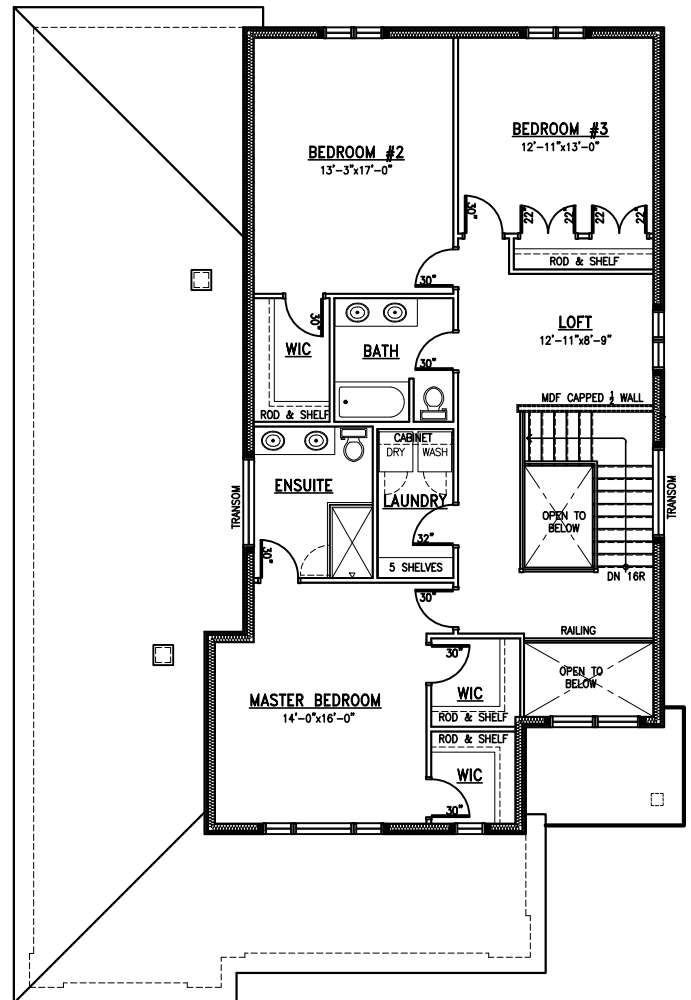 BEDROOM #2
13'-3"x17'-0"
BEDROOM #3
12'-11"x13'-0"
30"
22"
22"
22"
22"
ROD & SHELF
30"
30"
WIC
ROD & SHELF
BATH
30"
LOFT
12'-11"x8'-9"
MDF CAPPED 1/2 WALL
CABINET
DRY
WASH
LAUNDRY
32"
5 SHELVES
ENSUITE
TRANSOM
30"
TRANSOM
OPEN TO
BELOW
DN 16R
30"
RAILING
OPEN TO
BELOW
MASTER BEDROOM
14'-0"x16'-0"
30"
WIC
ROD & SHELF
ROD & SHELF
WIC
30"